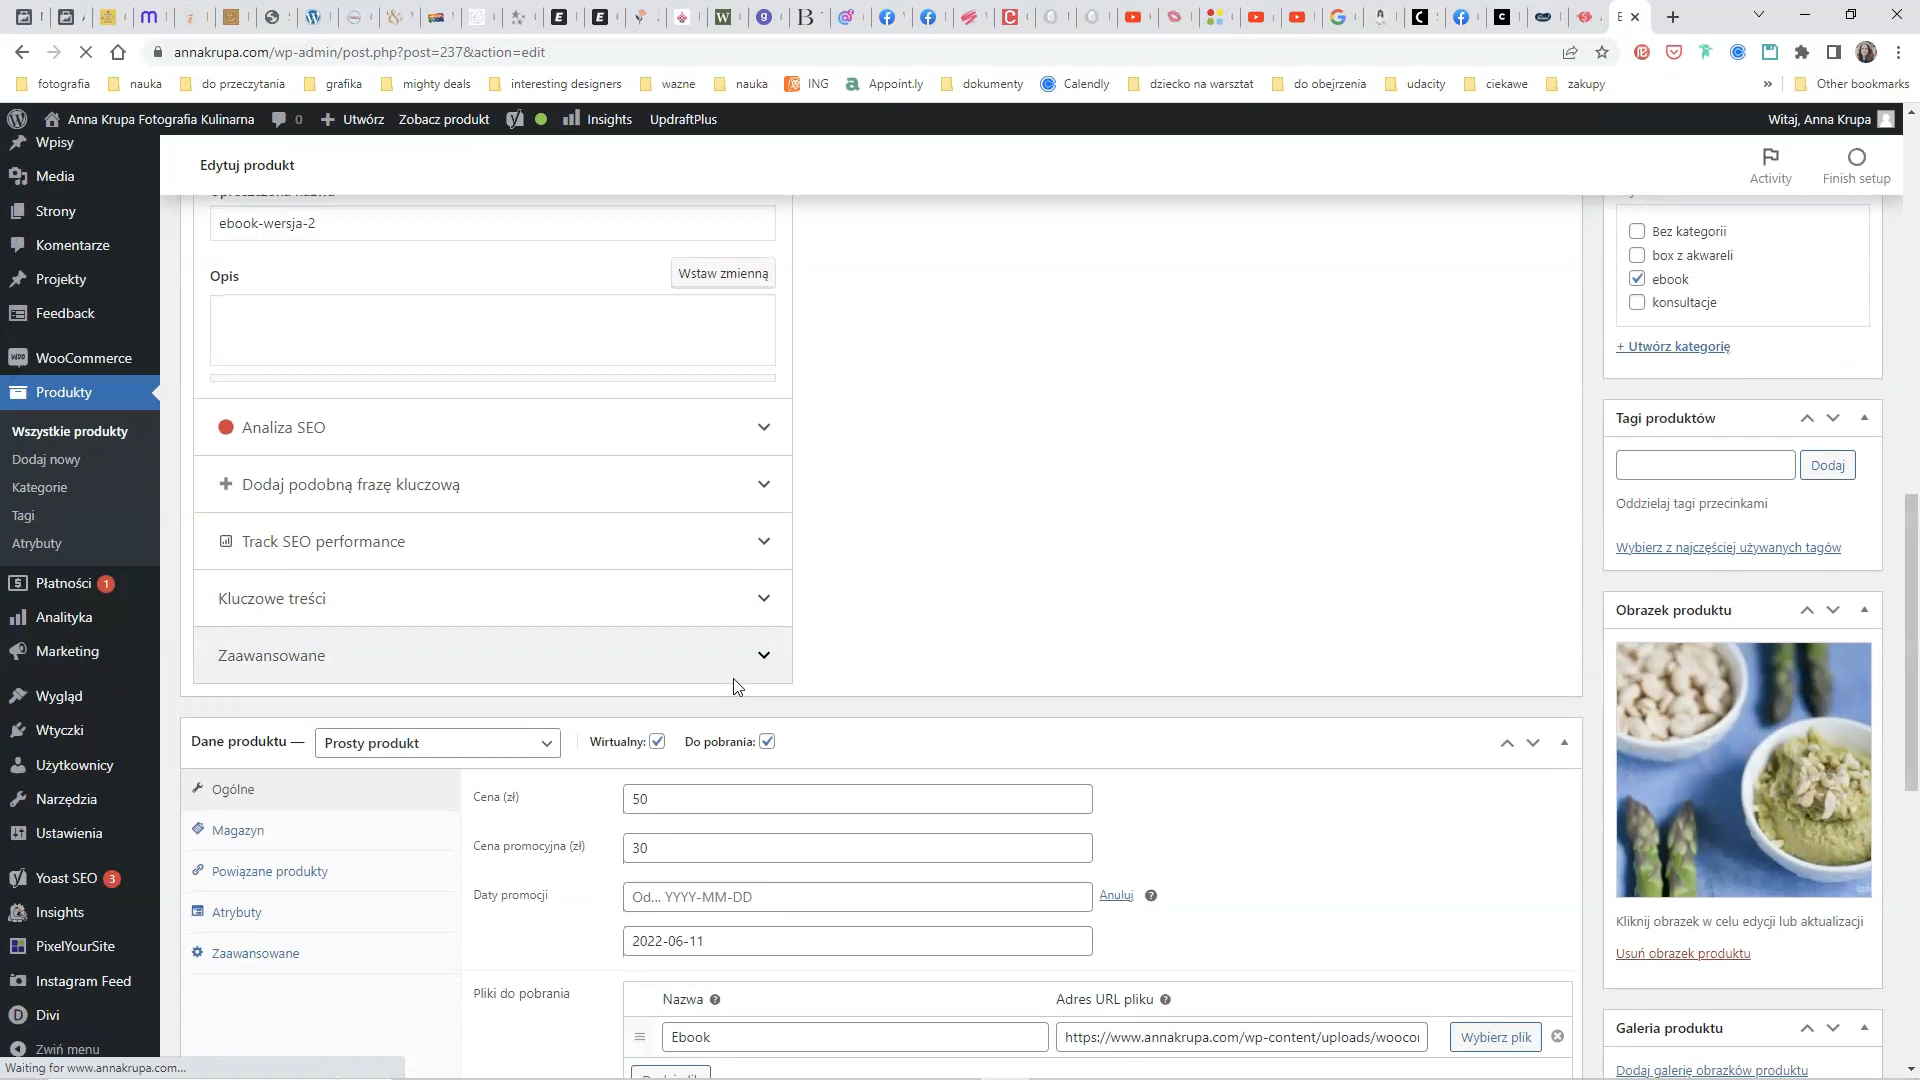 E
annakrupa.com/wp-admin/post.php?post=237&action=edit
fotografia
nauka
do przeczytania
grafika
mighty deals
interesting designers
wazne
nauka
ING
Appoint.ly
dokumenty
Calendly
dziecko na warsztat
do obejrzenia
udacity
ciekawe
zakupy
»
Other bookmarks
Anna Krupa Fotografia Kulinarna
0
Utwórz
Zobacz produkt
Insights
UpdraftPlus
Witaj, Anna Krupa
Wpisy
Media
Strony
Komentarze
Projekty
Feedback
WooCommerce
Produkty
Wszystkie produkty
Dodaj nowy
Kategorie
Tagi
Atrybuty
Płatności 1
Analityka
Marketing
Wygląd
Wtyczki
Użytkownicy
Narzędzia
Ustawienia
Yoast SEO 3
Insights
PixelYourSite
Instagram Feed
Divi
Zwiń menu
Waiting for www.annakrupa.com...
Edytuj produkt
Activity
Finish setup
ebook-wersja-2
Opis
Wstaw zmienną
Analiza SEO
Dodaj podobną frazę kluczową
Track SEO performance
Kluczowe treści
Zaawansowane
Dane produktu —
Prosty produkt
Wirtualny:
Do pobrania:
Ogólne
Magazyn
Powiązane produkty
Atrybuty
Zaawansowane
Cena (zł)
50
Cena promocyjna (zł)
30
Daty promocji
Od... YYYY-MM-DD
Anuluj
2022-06-11
Pliki do pobrania
Nazwa
Adres URL pliku
Ebook
https://www.annakrupa.com/wp-content/uploads/woocoı
Wybierz plik
Bez kategorii
box z akwareli
ebook
konsultacje
+ Utwórz kategorię
Tagi produktów
Dodaj
Oddzielaj tagi przecinkami
Wybierz z najczęściej używanych tagów
Obrazek produktu
Kliknij obrazek w celu edycji lub aktualizacji
Usuń obrazek produktu
Galeria produktu
Dodaj galerię obrazków produktu